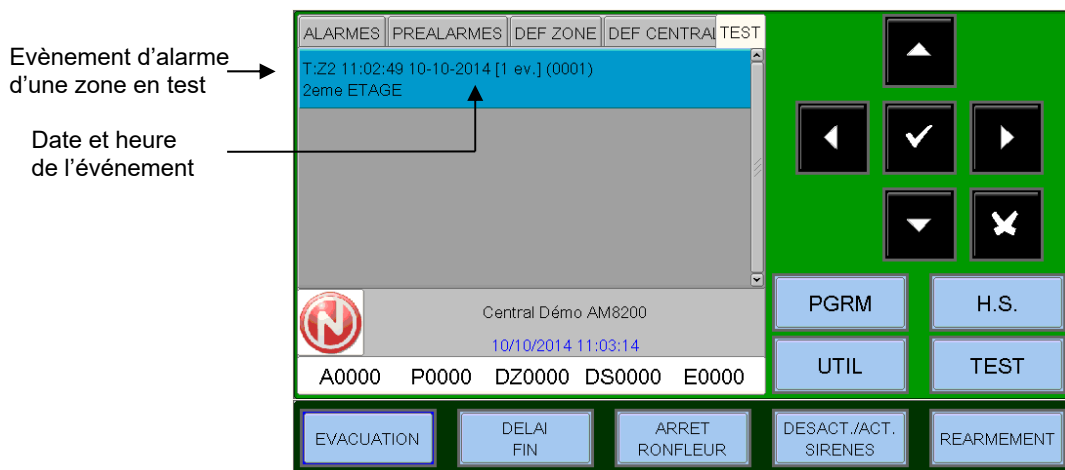 Evènement d'alarme
d'une zone en test
Date et heure
de l'événement
ALARMES PREALARMES DEF ZONE DEF CENTRAL TEST
T:Z2 11:02:49 10-10-2014 [1 ev.] (0001)
2eme ETAGE
N
Central Démo AM8200
10/10/2014 11:03:14
A0000 P0000 DZ0000 DS0000 E0000
PGRM H.S.
UTIL TEST
EVACUATION
DELAI
FIN
ARRET
RONFLEUR
DESACT./ACT.
SIRENES
REARMEMENT